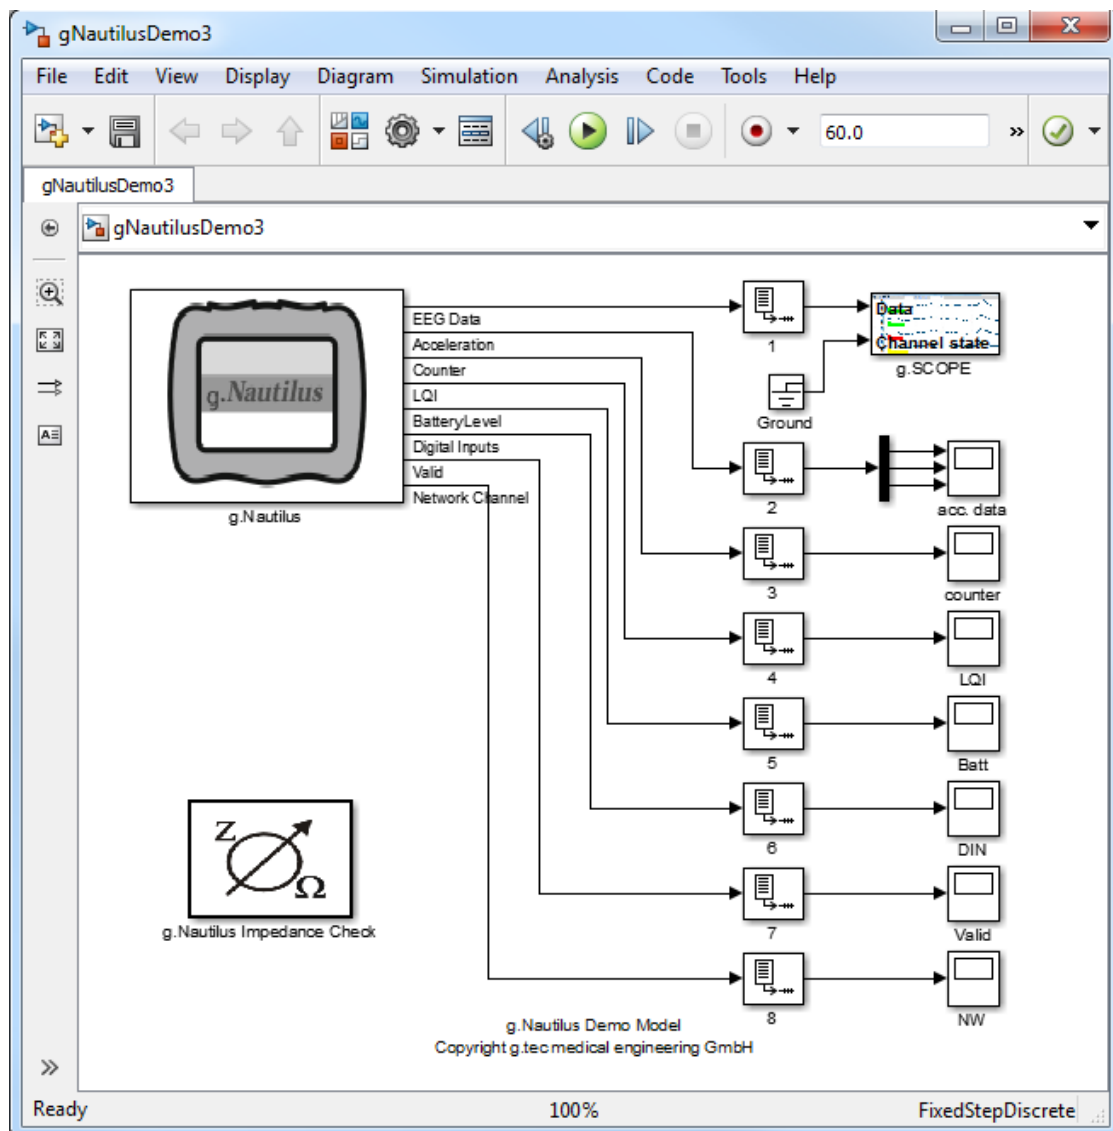 gNautilusDemo3
File Edit View Display Diagram Simulation Analysis Code Tools Help
60.0
gNautilusDemo3
gNautilusDemo3
g.Nautilus
EEG Data
Acceleration
Counter
LQI
BatteryLevel
Digital Inputs
Valid
Network Channel
g.Nautilus
1
Data
Channel state
g.SCOPE
Ground
2
acc. data
3
counter
4
LQI
5
Batt
6
DIN
7
Valid
8
NW
Z
Ω
g.Nautilus Impedance Check
g.Nautilus Demo Model
Copyright g.tec medical engineering GmbH
Ready 100% FixedStepDiscrete